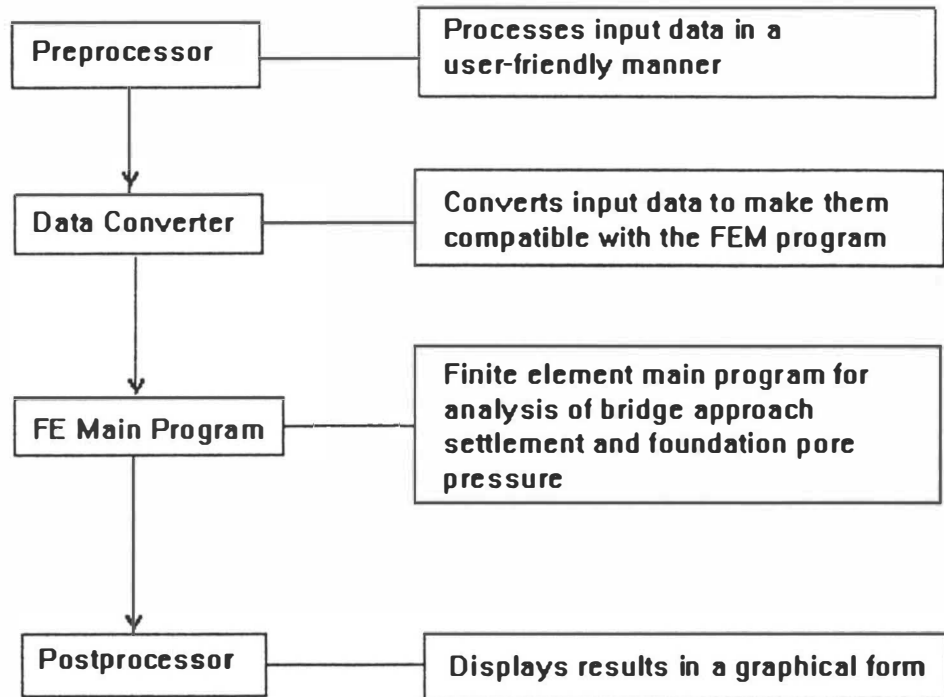 Preprocessor
Processes input data in a
user-friendly manner
Data Converter
Converts input data to make them
compatible with the FEM program
FE Main Program
Finite element main program for
analysis of bridge approach
settlement and foundation pore
pressure
Postprocessor
Displays results in a graphical form